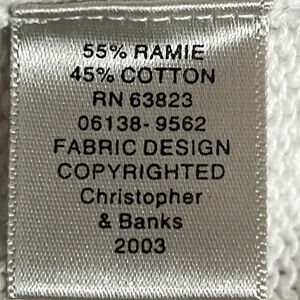 55% RAMIE
45% COTTON
RN 63823
06138-9562
FABRIC DESIGN
COPYRIGHTED
Christopher
& Banks
2003